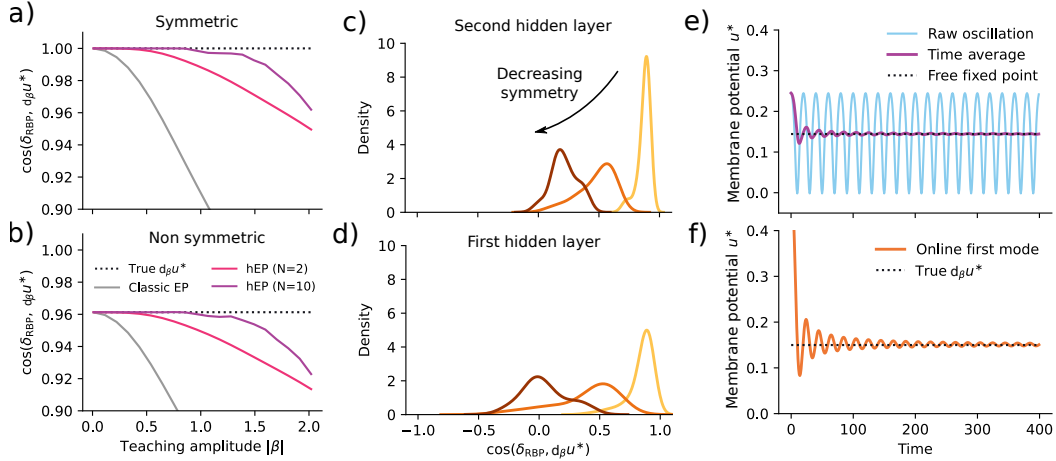 a)
Symmetric
1.00
0.98
0.96
0.94
0.92
0.90
cos(δRBP, dβu*)
b)
Non symmetric
True dβu*
Classic EP
hEP (N=2)
hEP (N=10)
1.00
0.98
0.96
0.94
0.92
0.90
cos(δRBP, dβu*)
0.0 0.5 1.0 1.5 2.0
Teaching amplitude |β|
c)
Second hidden layer
Decreasing
symmetry
10
8
6
4
2
0
Density
d)
First hidden layer
10
8
6
4
2
0
Density
−1.0 −0.5 0.0 0.5 1.0
cos(δRBP, dβu*)
e)
Raw oscillation
Time average
Free fixed point
0.4
0.3
0.2
0.1
0.0
Membrane potential u*
f)
Online first mode
True dβu*
0.4
0.3
0.2
0.1
0.0
Membrane potential u*
0 100 200 300 400
Time